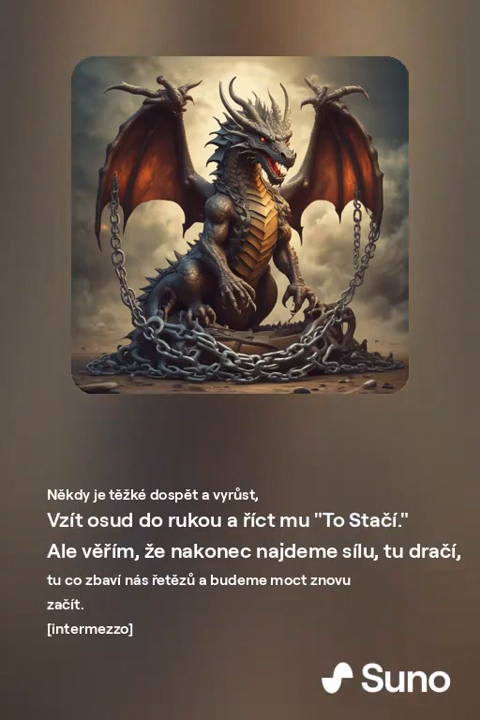 Někdy je těžké dospět a vyrůst,
Vzít osud do rukou a říct mu "To Stačí."
Ale věřím, že nakonec najdeme sílu, tu dračí,
tu co zbaví nás řetězů a budeme moct znovu
začít.
[intermezzo]
Suno